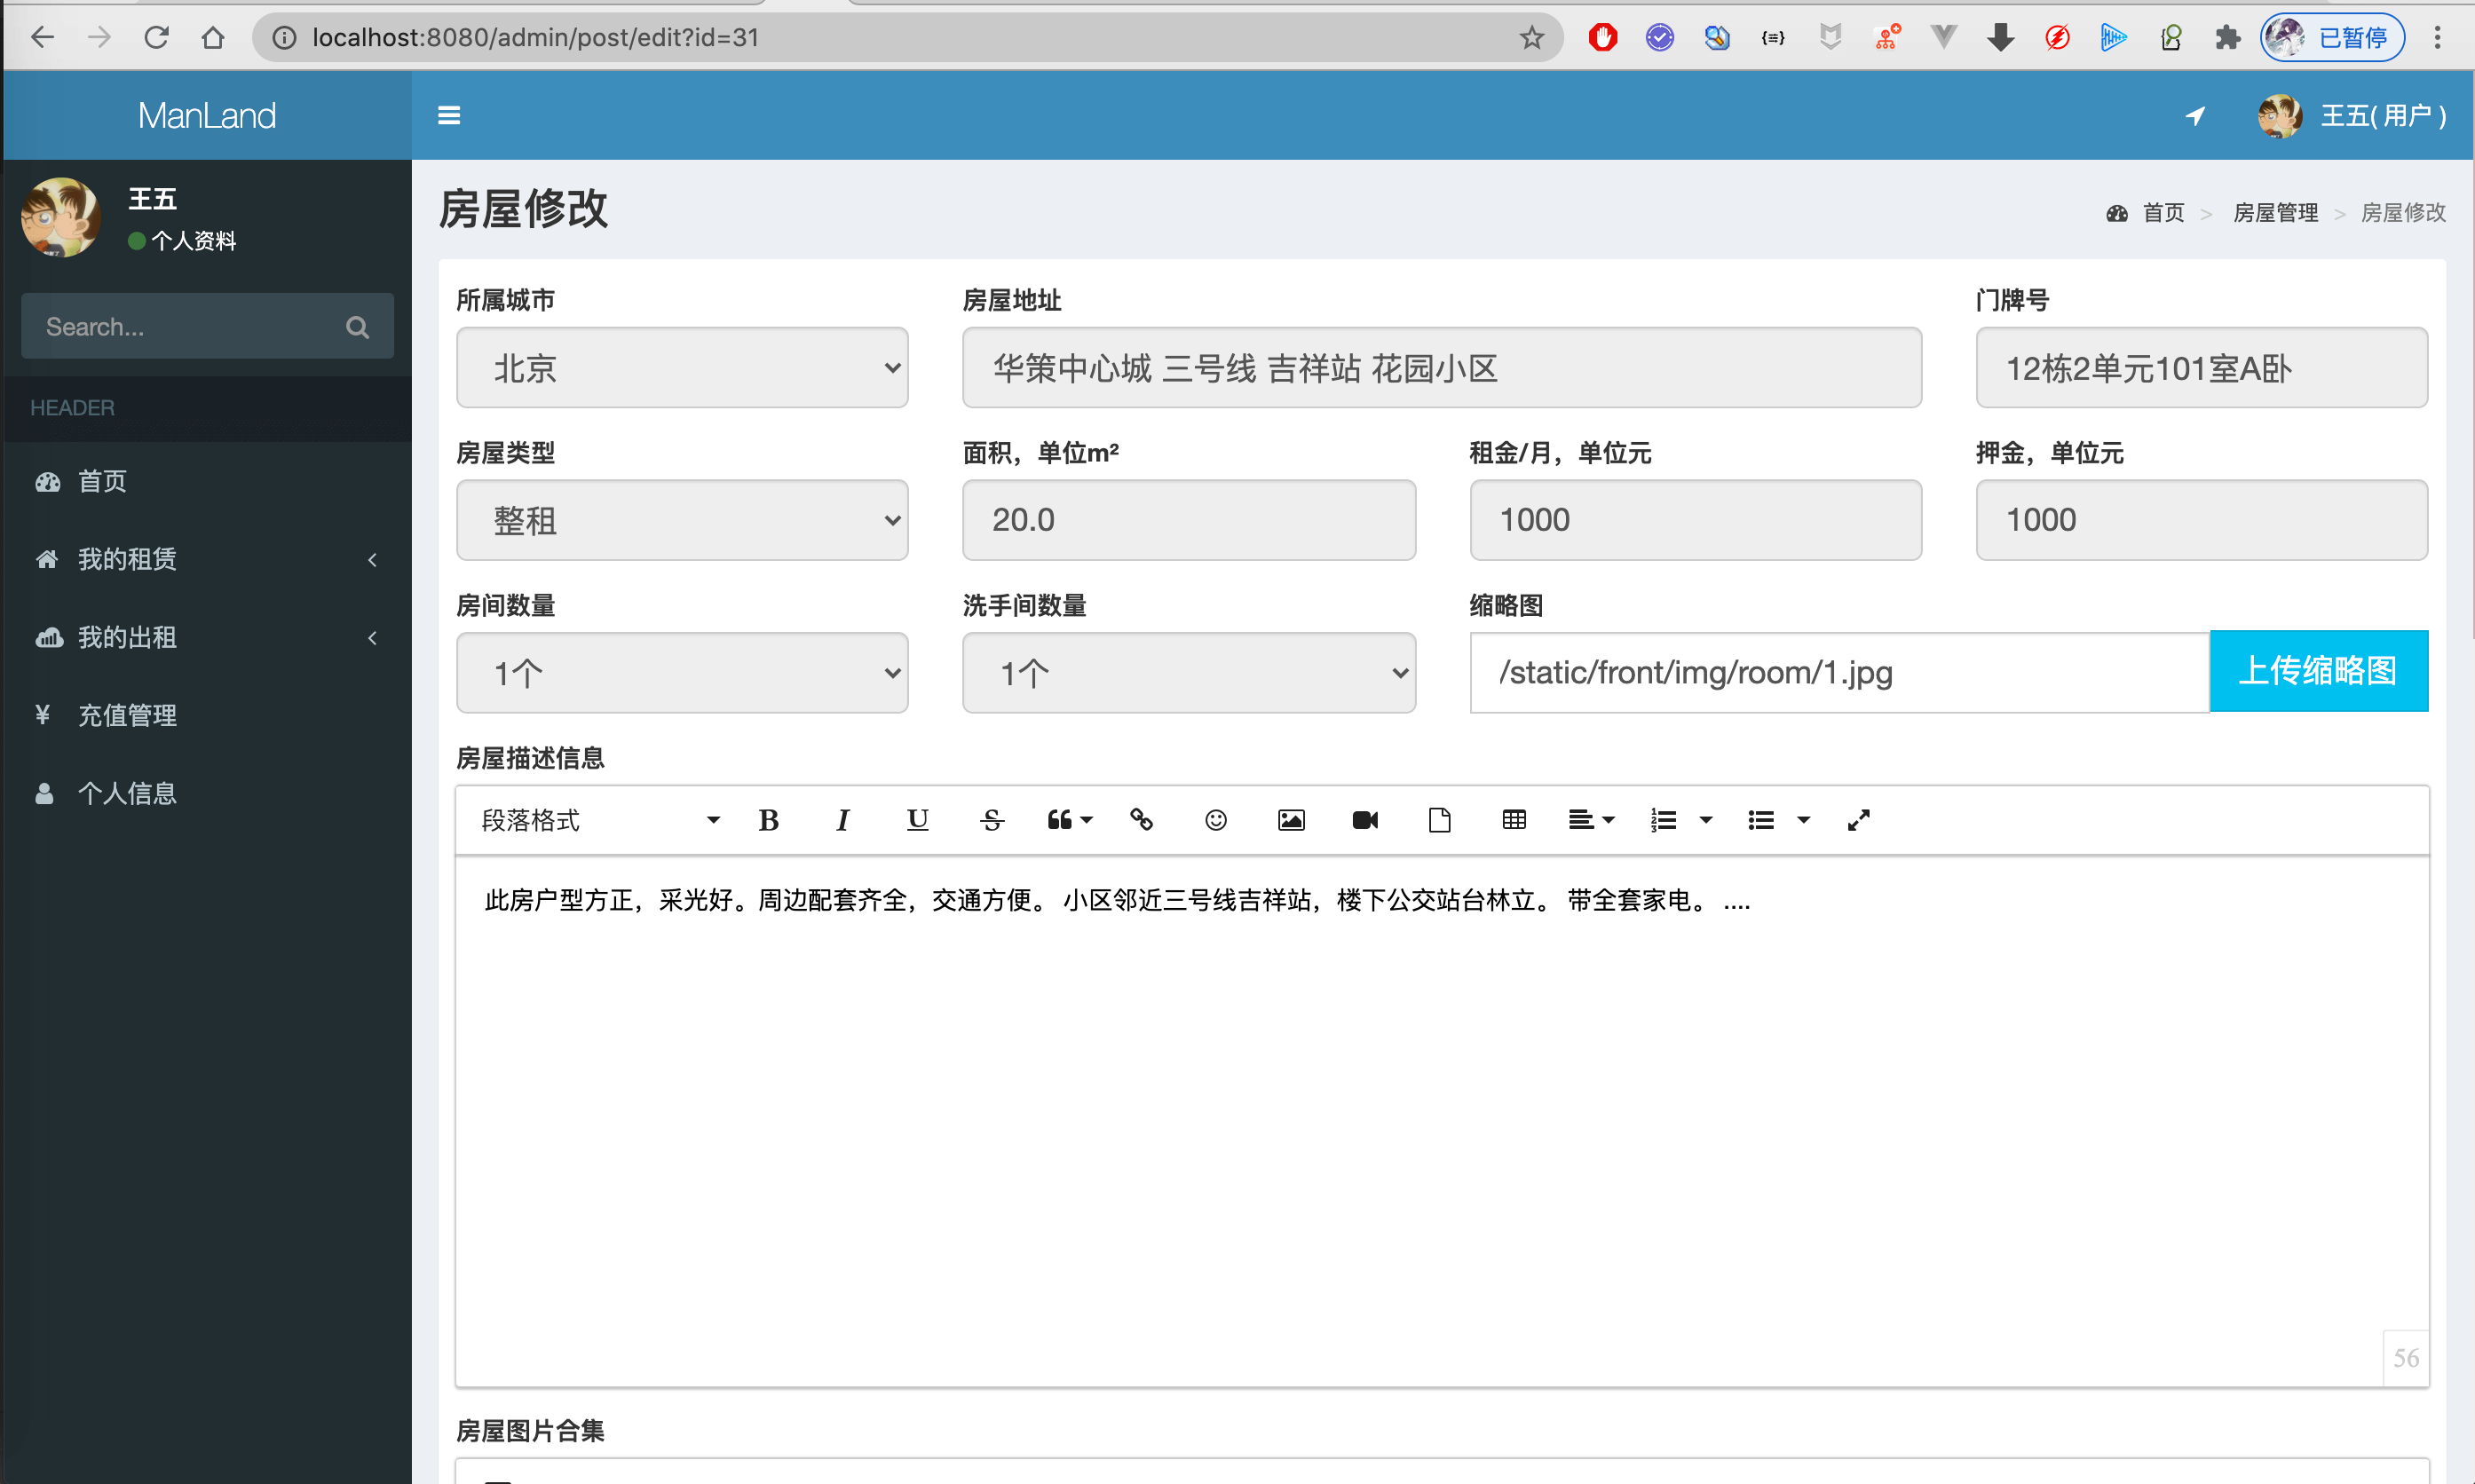 localhost:8080/admin/post/edit?id=31
已暂停
ManLand
王五( 用户 )
王五
个人资料
Search...
HEADER
首页
我的租赁
我的出租
¥ 充值管理
个人信息
房屋修改
首页 > 房屋管理 > 房屋修改
所属城市 房屋地址 门牌号
北京 华策中心城 三号线 吉祥站 花园小区 12栋2单元101室A卧
房屋类型 面积，单位m² 租金/月，单位元 押金，单位元
整租 20.0 1000 1000
房间数量 洗手间数量 缩略图
1个 1个 /static/front/img/room/1.jpg 上传缩略图
房屋描述信息
段落格式 B I U S
此房户型方正，采光好。周边配套齐全，交通方便。 小区邻近三号线吉祥站，楼下公交站台林立。 带全套家电。 ....
56
房屋图片合集